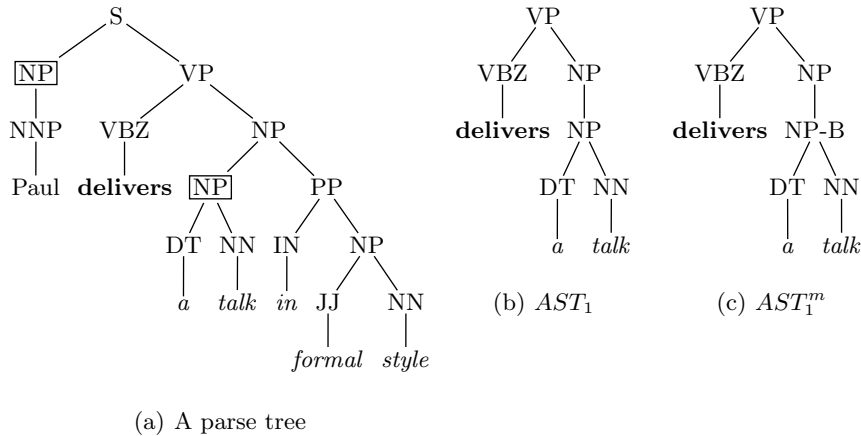 S VP VP
NP VP VBZ NP VBZ NP
NNP VBZ NP delivers NP delivers NP-B
Paul delivers NP PP DT NN DT NN
DT NN IN NP a talk a talk
a talk in JJ NN (b) AST₁ (c) AST₁ᵐ
formal style
(a) A parse tree